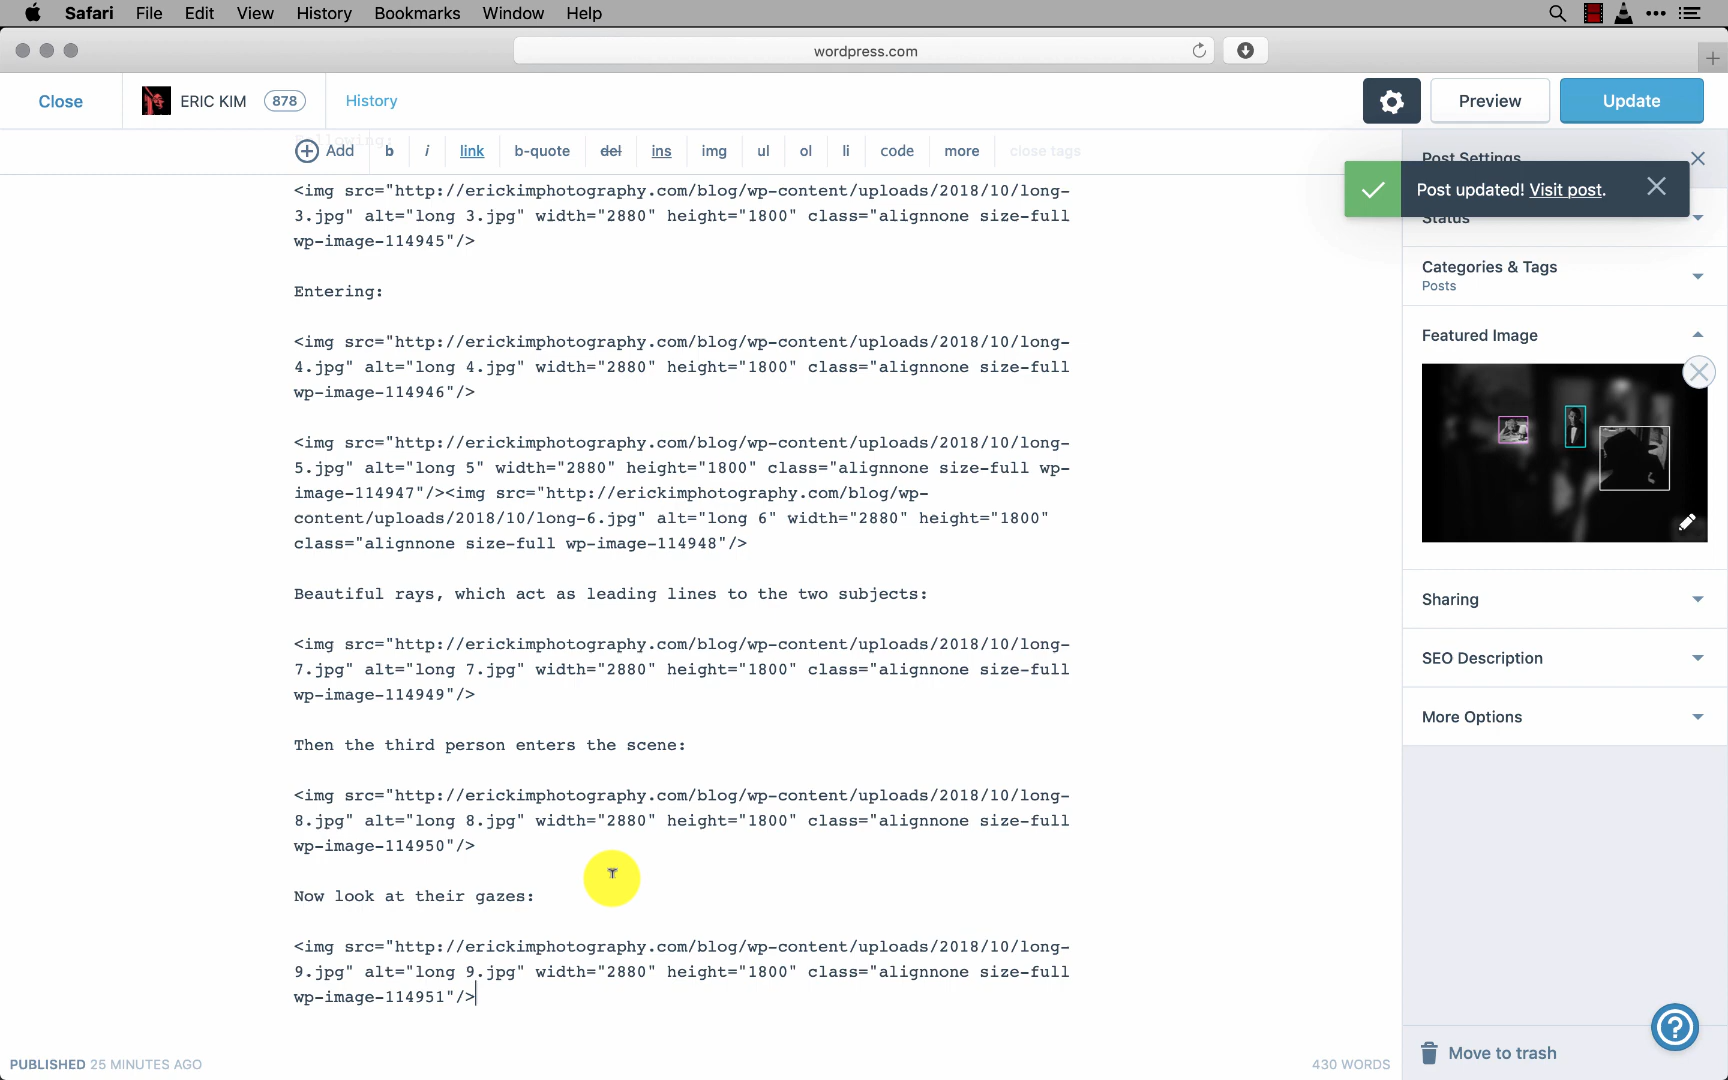 Safari File Edit View History Bookmarks Window Help
wordpress.com
Close ERIC KIM 878 History Preview Update
Following:
Add b i link b-quote del ins img ul ol li code more close tags
<img src="http://erickimphotography.com/blog/wp-content/uploads/2018/10/long-
3.jpg" alt="long 3.jpg" width="2880" height="1800" class="alignnone size-full
wp-image-114945"/>
Entering:
<img src="http://erickimphotography.com/blog/wp-content/uploads/2018/10/long-
4.jpg" alt="long 4.jpg" width="2880" height="1800" class="alignnone size-full
wp-image-114946"/>
<img src="http://erickimphotography.com/blog/wp-content/uploads/2018/10/long-
5.jpg" alt="long 5" width="2880" height="1800" class="alignnone size-full wp-
image-114947"/><img src="http://erickimphotography.com/blog/wp-
content/uploads/2018/10/long-6.jpg" alt="long 6" width="2880" height="1800"
class="alignnone size-full wp-image-114948"/>
Beautiful rays, which act as leading lines to the two subjects:
<img src="http://erickimphotography.com/blog/wp-content/uploads/2018/10/long-
7.jpg" alt="long 7.jpg" width="2880" height="1800" class="alignnone size-full
wp-image-114949"/>
Then the third person enters the scene:
<img src="http://erickimphotography.com/blog/wp-content/uploads/2018/10/long-
8.jpg" alt="long 8.jpg" width="2880" height="1800" class="alignnone size-full
wp-image-114950"/>
Now look at their gazes:
<img src="http://erickimphotography.com/blog/wp-content/uploads/2018/10/long-
9.jpg" alt="long 9.jpg" width="2880" height="1800" class="alignnone size-full
wp-image-114951"/>
PUBLISHED 25 MINUTES AGO
430 WORDS
Post Settings
Post updated! Visit post.
Status
Categories & Tags
Posts
Featured Image
Sharing
SEO Description
More Options
Move to trash